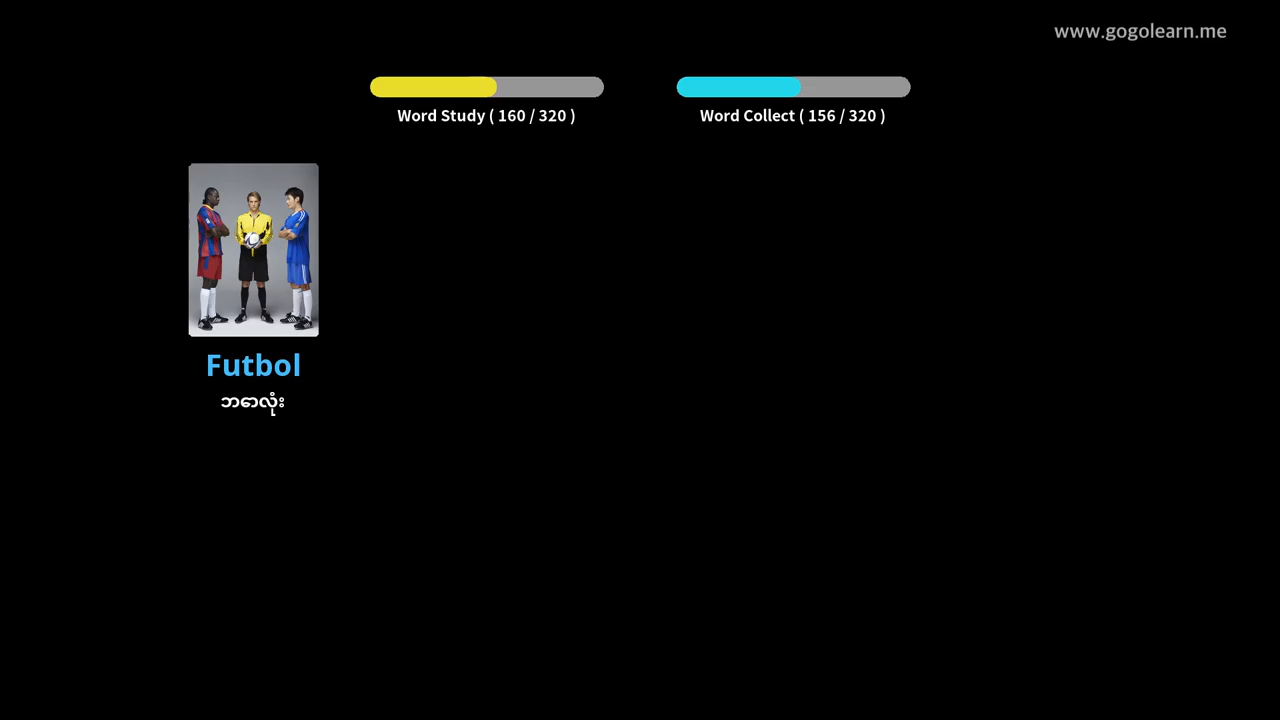 www.gogolearn.me
Word Study ( 160 / 320 )
Word Collect ( 156 / 320 )
Futbol
ဘောလုံး